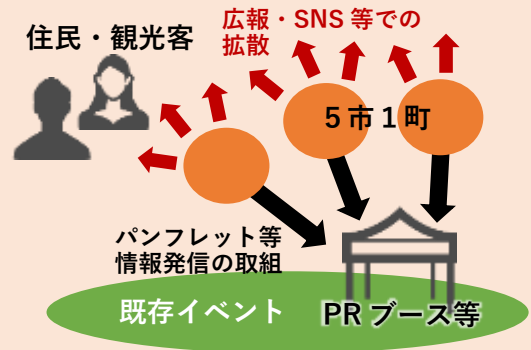 広報・SNS 等での
拡散
住民・観光客
5 市 1 町
パンフレット等
情報発信の取組
既存イベント
PR ブース等